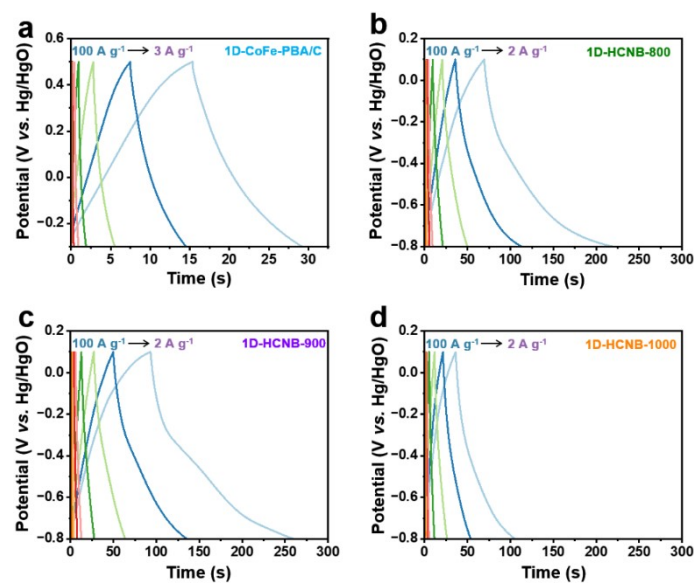 a
100 A g⁻¹ → 3 A g⁻¹ 1D-CoFe-PBA/C
Potential (V vs. Hg/HgO)
0.6
0.4
0.2
0.0
−0.2
0 5 10 15 20 25 30
Time (s)
b
100 A g⁻¹ → 2 A g⁻¹ 1D-HCNB-800
Potential (V vs. Hg/HgO)
0.2
0.0
−0.2
−0.4
−0.6
−0.8
0 50 100 150 200 250 300
Time (s)
c
100 A g⁻¹ → 2 A g⁻¹ 1D-HCNB-900
Potential (V vs. Hg/HgO)
0.2
0.0
−0.2
−0.4
−0.6
−0.8
0 50 100 150 200 250 300
Time (s)
d
100 A g⁻¹ → 2 A g⁻¹ 1D-HCNB-1000
Potential (V vs. Hg/HgO)
0.2
0.0
−0.2
−0.4
−0.6
−0.8
0 50 100 150 200 250 300
Time (s)